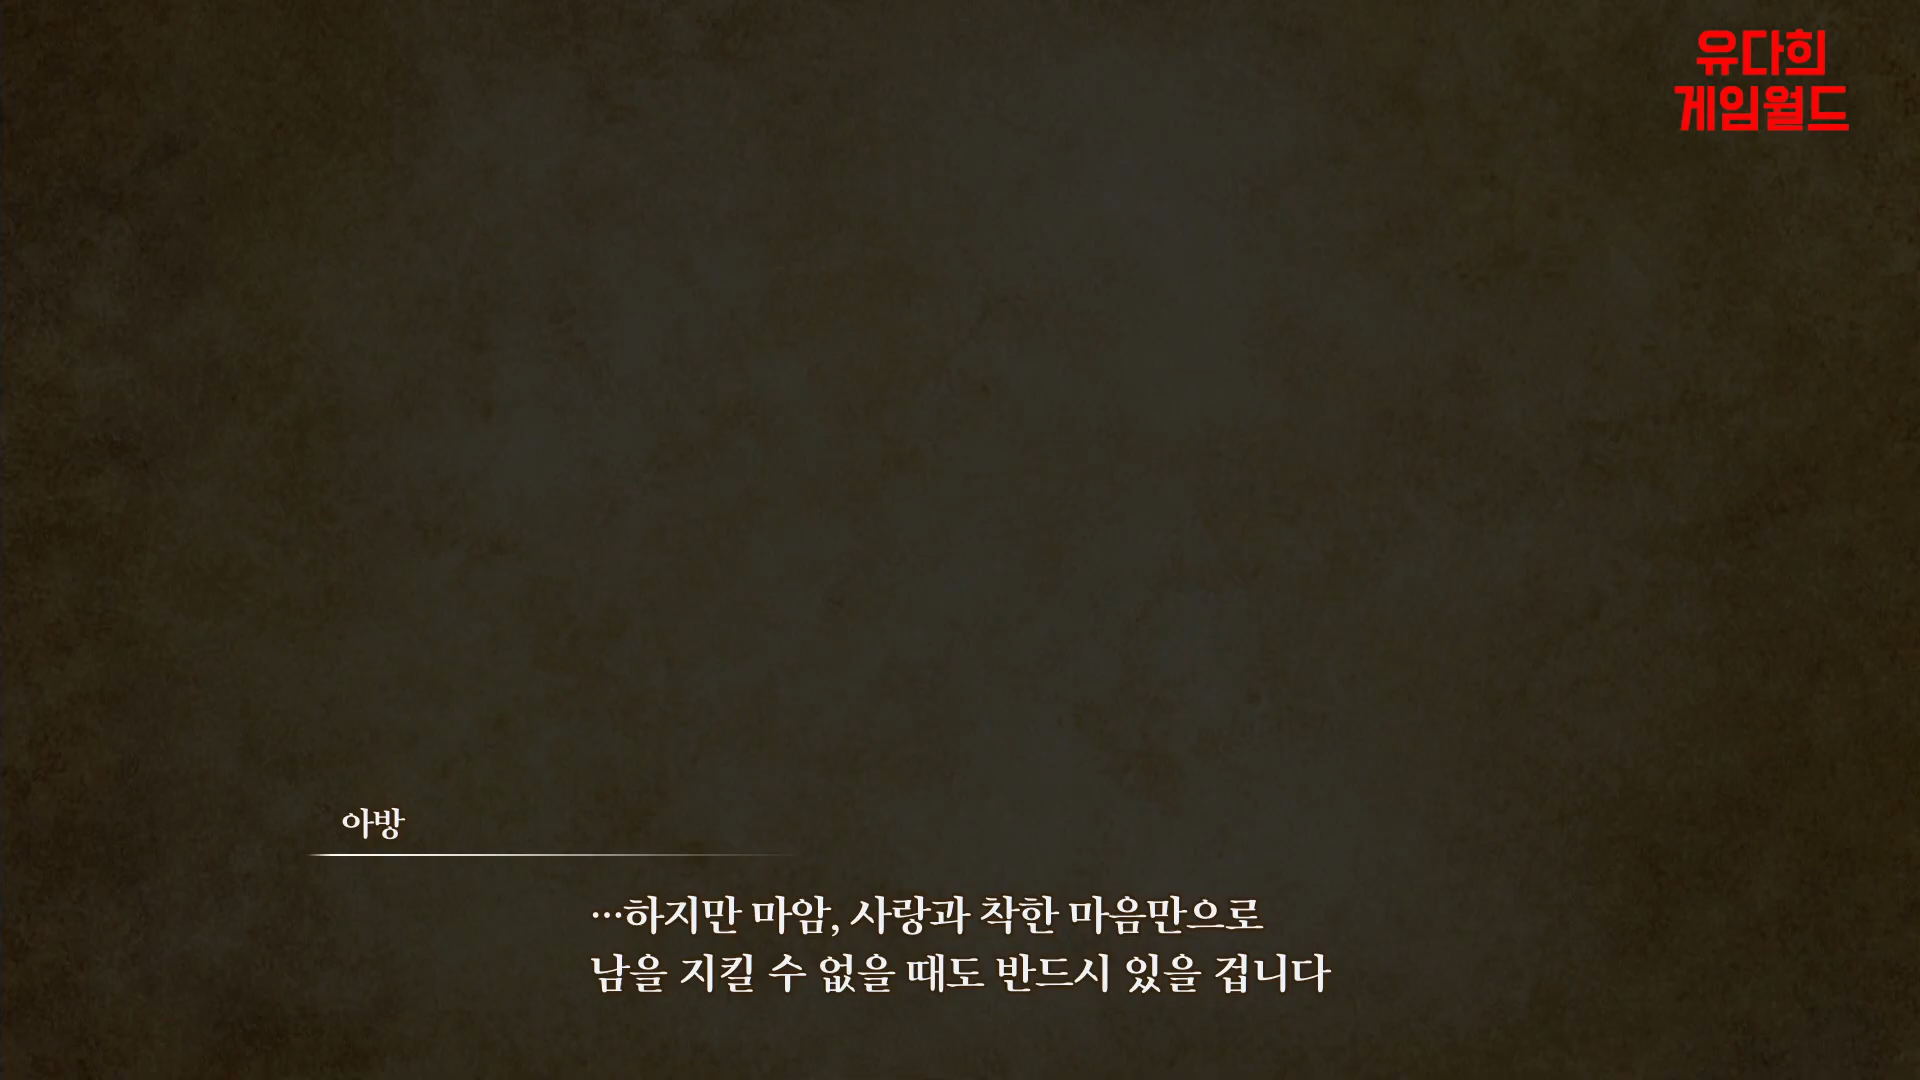 유다희
게임월드
아방
…하지만 마암, 사랑과 착한 마음만으로
남을 지킬 수 없을 때도 반드시 있을 겁니다